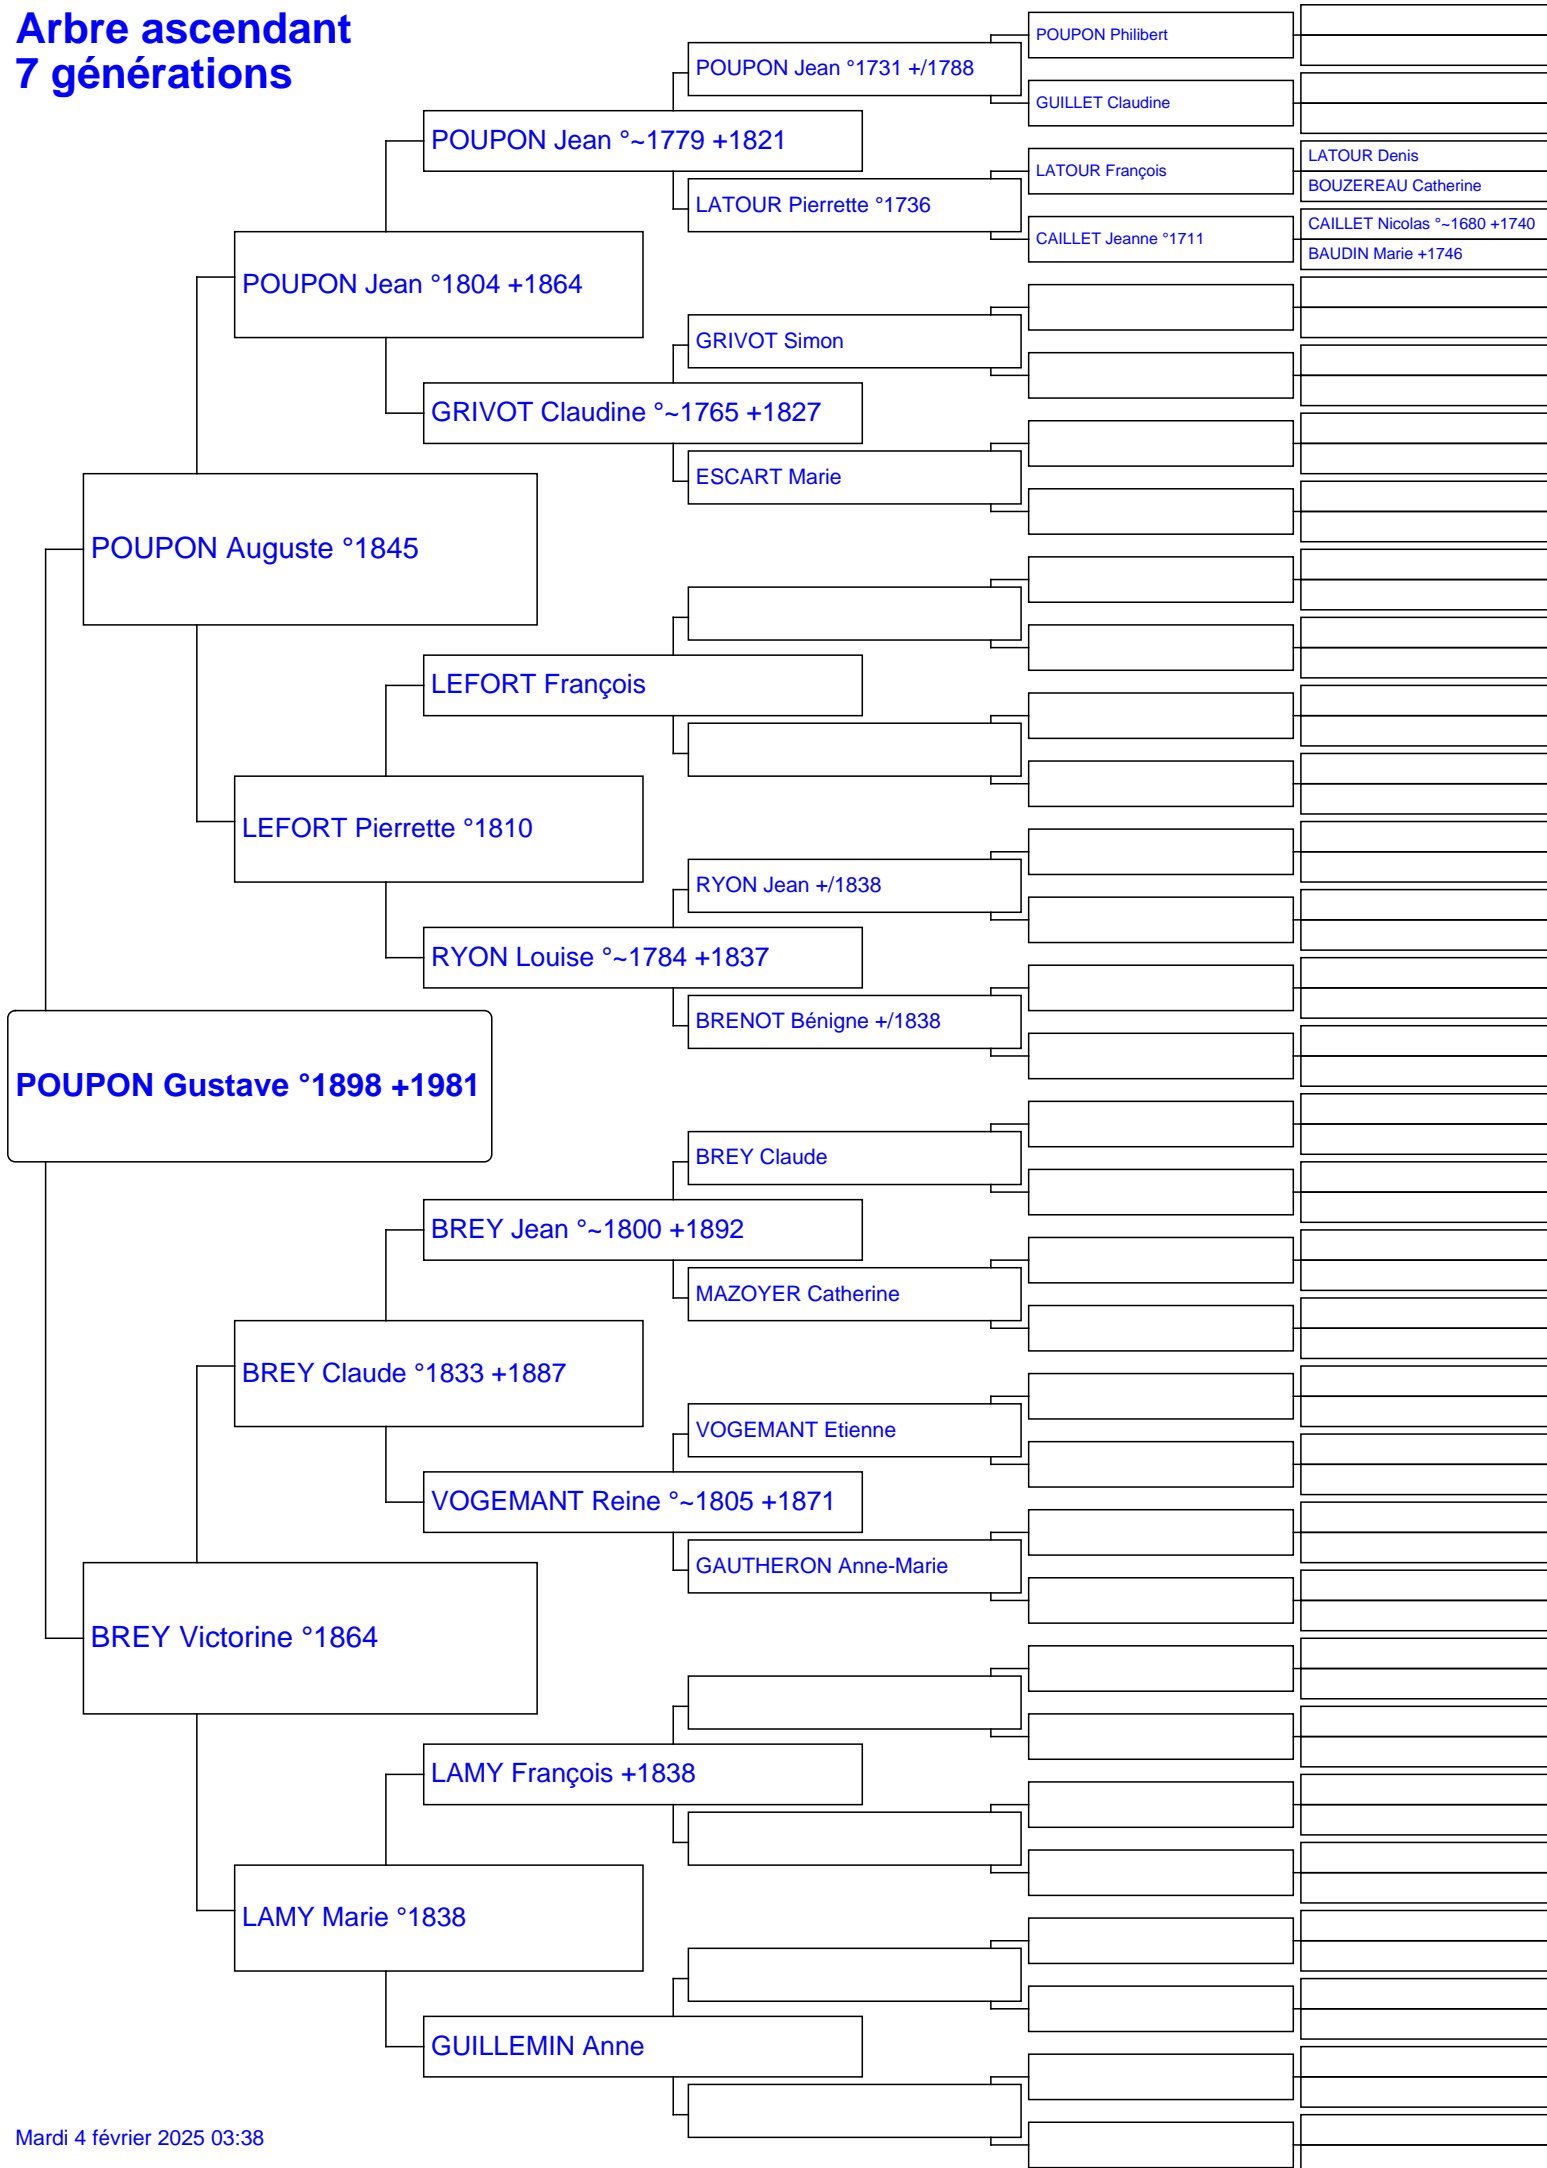 Arbre ascendant
7 générations
POUPON Philibert
POUPON Jean °1731 +/1788
GUILLET Claudine
POUPON Jean °~1779 +1821
LATOUR Denis
LATOUR François
BOUZEREAU Catherine
LATOUR Pierrette °1736
CAILLET Nicolas °~1680 +1740
CAILLET Jeanne °1711
BAUDIN Marie +1746
POUPON Jean °1804 +1864
GRIVOT Simon
GRIVOT Claudine °~1765 +1827
ESCART Marie
POUPON Auguste °1845
LEFORT François
LEFORT Pierrette °1810
RYON Jean +/1838
RYON Louise °~1784 +1837
BRENOT Bénigne +/1838
POUPON Gustave °1898 +1981
BREY Claude
BREY Jean °~1800 +1892
MAZOYER Catherine
BREY Claude °1833 +1887
VOGEMANT Etienne
VOGEMANT Reine °~1805 +1871
GAUTHERON Anne-Marie
BREY Victorine °1864
LAMY François +1838
LAMY Marie °1838
GUILLEMIN Anne
Mardi 4 février 2025 03:38